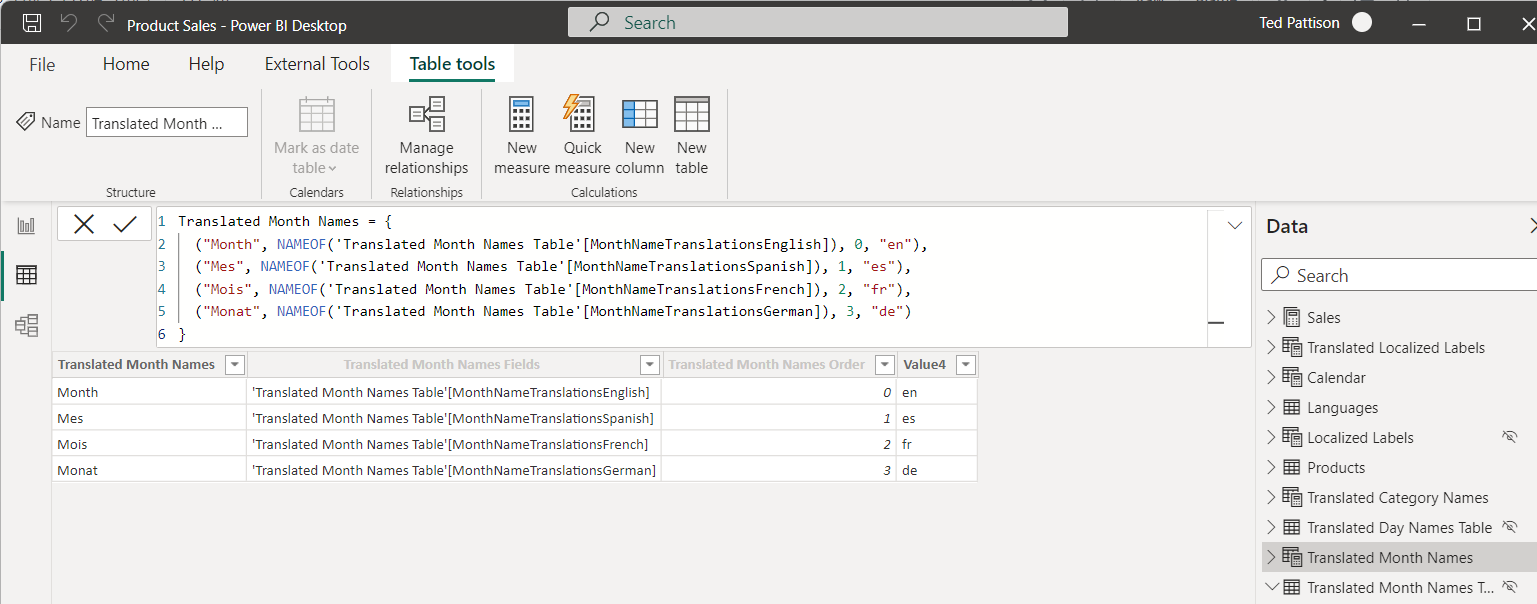 Product Sales - Power BI Desktop
Search
Ted Pattison
File Home Help External Tools Table tools
Name Translated Month ...
Mark as date table
Manage relationships
New measure
Quick measure
New column
New table
Structure Calendars Relationships Calculations
1 Translated Month Names = {
2 ("Month", NAMEOF('Translated Month Names Table'[MonthNameTranslationsEnglish]), 0, "en"),
3 ("Mes", NAMEOF('Translated Month Names Table'[MonthNameTranslationsSpanish]), 1, "es"),
4 ("Mois", NAMEOF('Translated Month Names Table'[MonthNameTranslationsFrench]), 2, "fr"),
5 ("Monat", NAMEOF('Translated Month Names Table'[MonthNameTranslationsGerman]), 3, "de")
6 }
Translated Month Names Translated Month Names Fields Translated Month Names Order Value4
Month 'Translated Month Names Table'[MonthNameTranslationsEnglish] 0 en
Mes 'Translated Month Names Table'[MonthNameTranslationsSpanish] 1 es
Mois 'Translated Month Names Table'[MonthNameTranslationsFrench] 2 fr
Monat 'Translated Month Names Table'[MonthNameTranslationsGerman] 3 de
Data
Search
Sales
Translated Localized Labels
Calendar
Languages
Localized Labels
Products
Translated Category Names
Translated Day Names Table
Translated Month Names
Translated Month Names T...